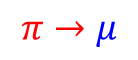 π → μ